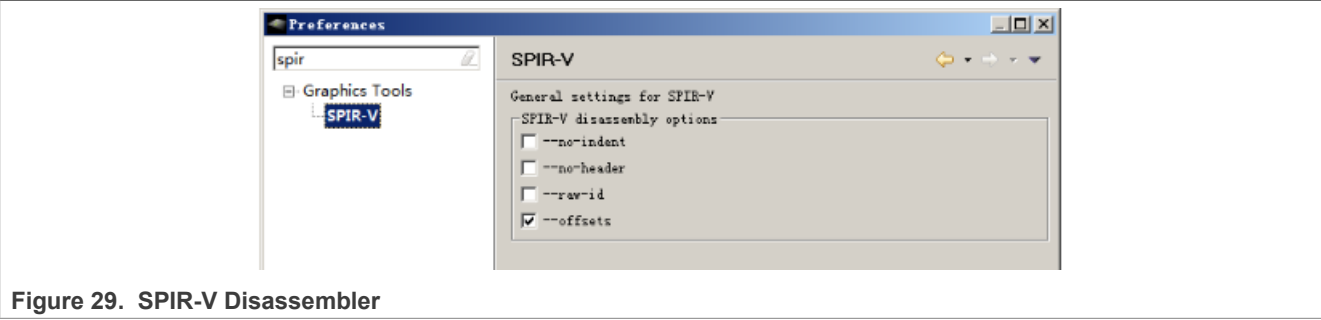 Preferences
spir
SPIR-V
Graphics Tools
SPIR-V
General settings for SPIR-V
SPIR-V disassembly options
--no-indent
--no-header
--raw-id
--offsets
Figure 29. SPIR-V Disassembler